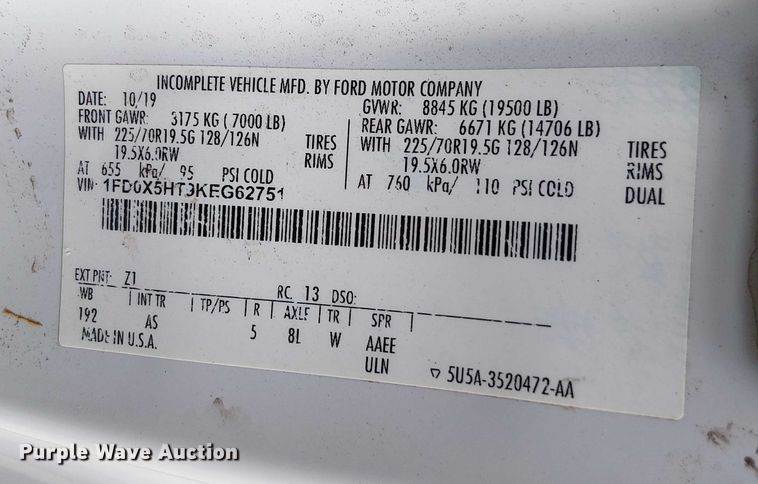 INCOMPLETE VEHICLE MFD. BY FORD MOTOR COMPANY
DATE: 10/19 GVWR: 8845 KG (19500 LB)
FRONT GAWR: 3175 KG ( 7000 LB) REAR GAWR: 6671 KG (14706 LB)
WITH 225/70R19.5G 128/126N TIRES WITH 225/70R19.5G 128/126N TIRES
19.5X6.0RW RIMS 19.5X6.0RW RIMS
AT 655 kPa/ 95 PSI COLD AT 760 kPa/ 110 PSI COLD DUAL
VIN: 1FD0X5HT3KEG62751
EXT PNT: Z1 RC: 13 DSO:
WB INT TR TP/PS R AXLE TR SPR
192 AS 5 8L W AAEE
MADE IN U.S.A. ULN 5U5A-3520472-AA
Purple Wave Auction